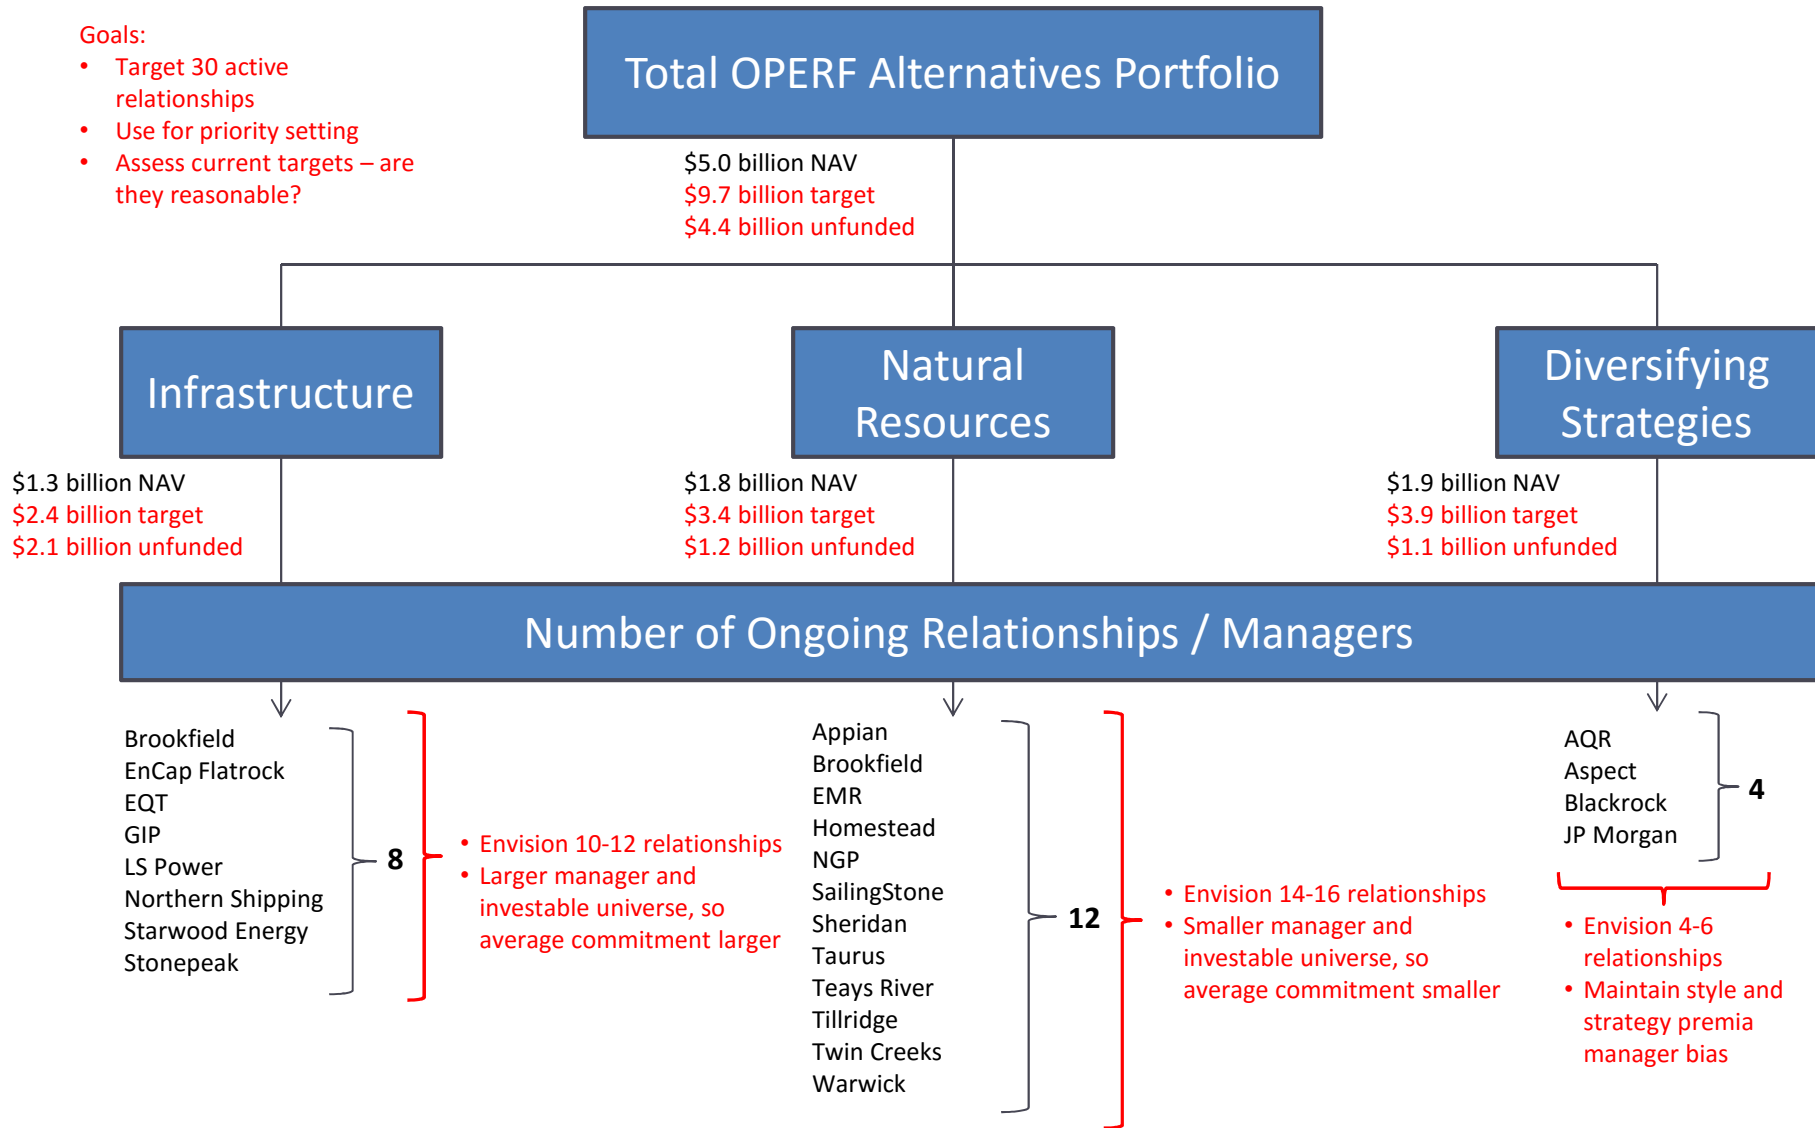 Goals:
• Target 30 active
relationships
• Use for priority setting
• Assess current targets – are
they reasonable?
Total OPERF Alternatives Portfolio
$5.0 billion NAV
$9.7 billion target
$4.4 billion unfunded
Infrastructure
Natural
Resources
Diversifying
Strategies
$1.3 billion NAV
$2.4 billion target
$2.1 billion unfunded
$1.8 billion NAV
$3.4 billion target
$1.2 billion unfunded
$1.9 billion NAV
$3.9 billion target
$1.1 billion unfunded
Number of Ongoing Relationships / Managers
Brookfield
EnCap Flatrock
EQT
GIP
LS Power
Northern Shipping
Starwood Energy
Stonepeak
8
• Envision 10-12 relationships
• Larger manager and
investable universe, so
average commitment larger
Appian
Brookfield
EMR
Homestead
NGP
SailingStone
Sheridan
Taurus
Teays River
Tillridge
Twin Creeks
Warwick
12
• Envision 14-16 relationships
• Smaller manager and
investable universe, so
average commitment smaller
AQR
Aspect
Blackrock
JP Morgan
4
• Envision 4-6
relationships
• Maintain style and
strategy premia
manager bias